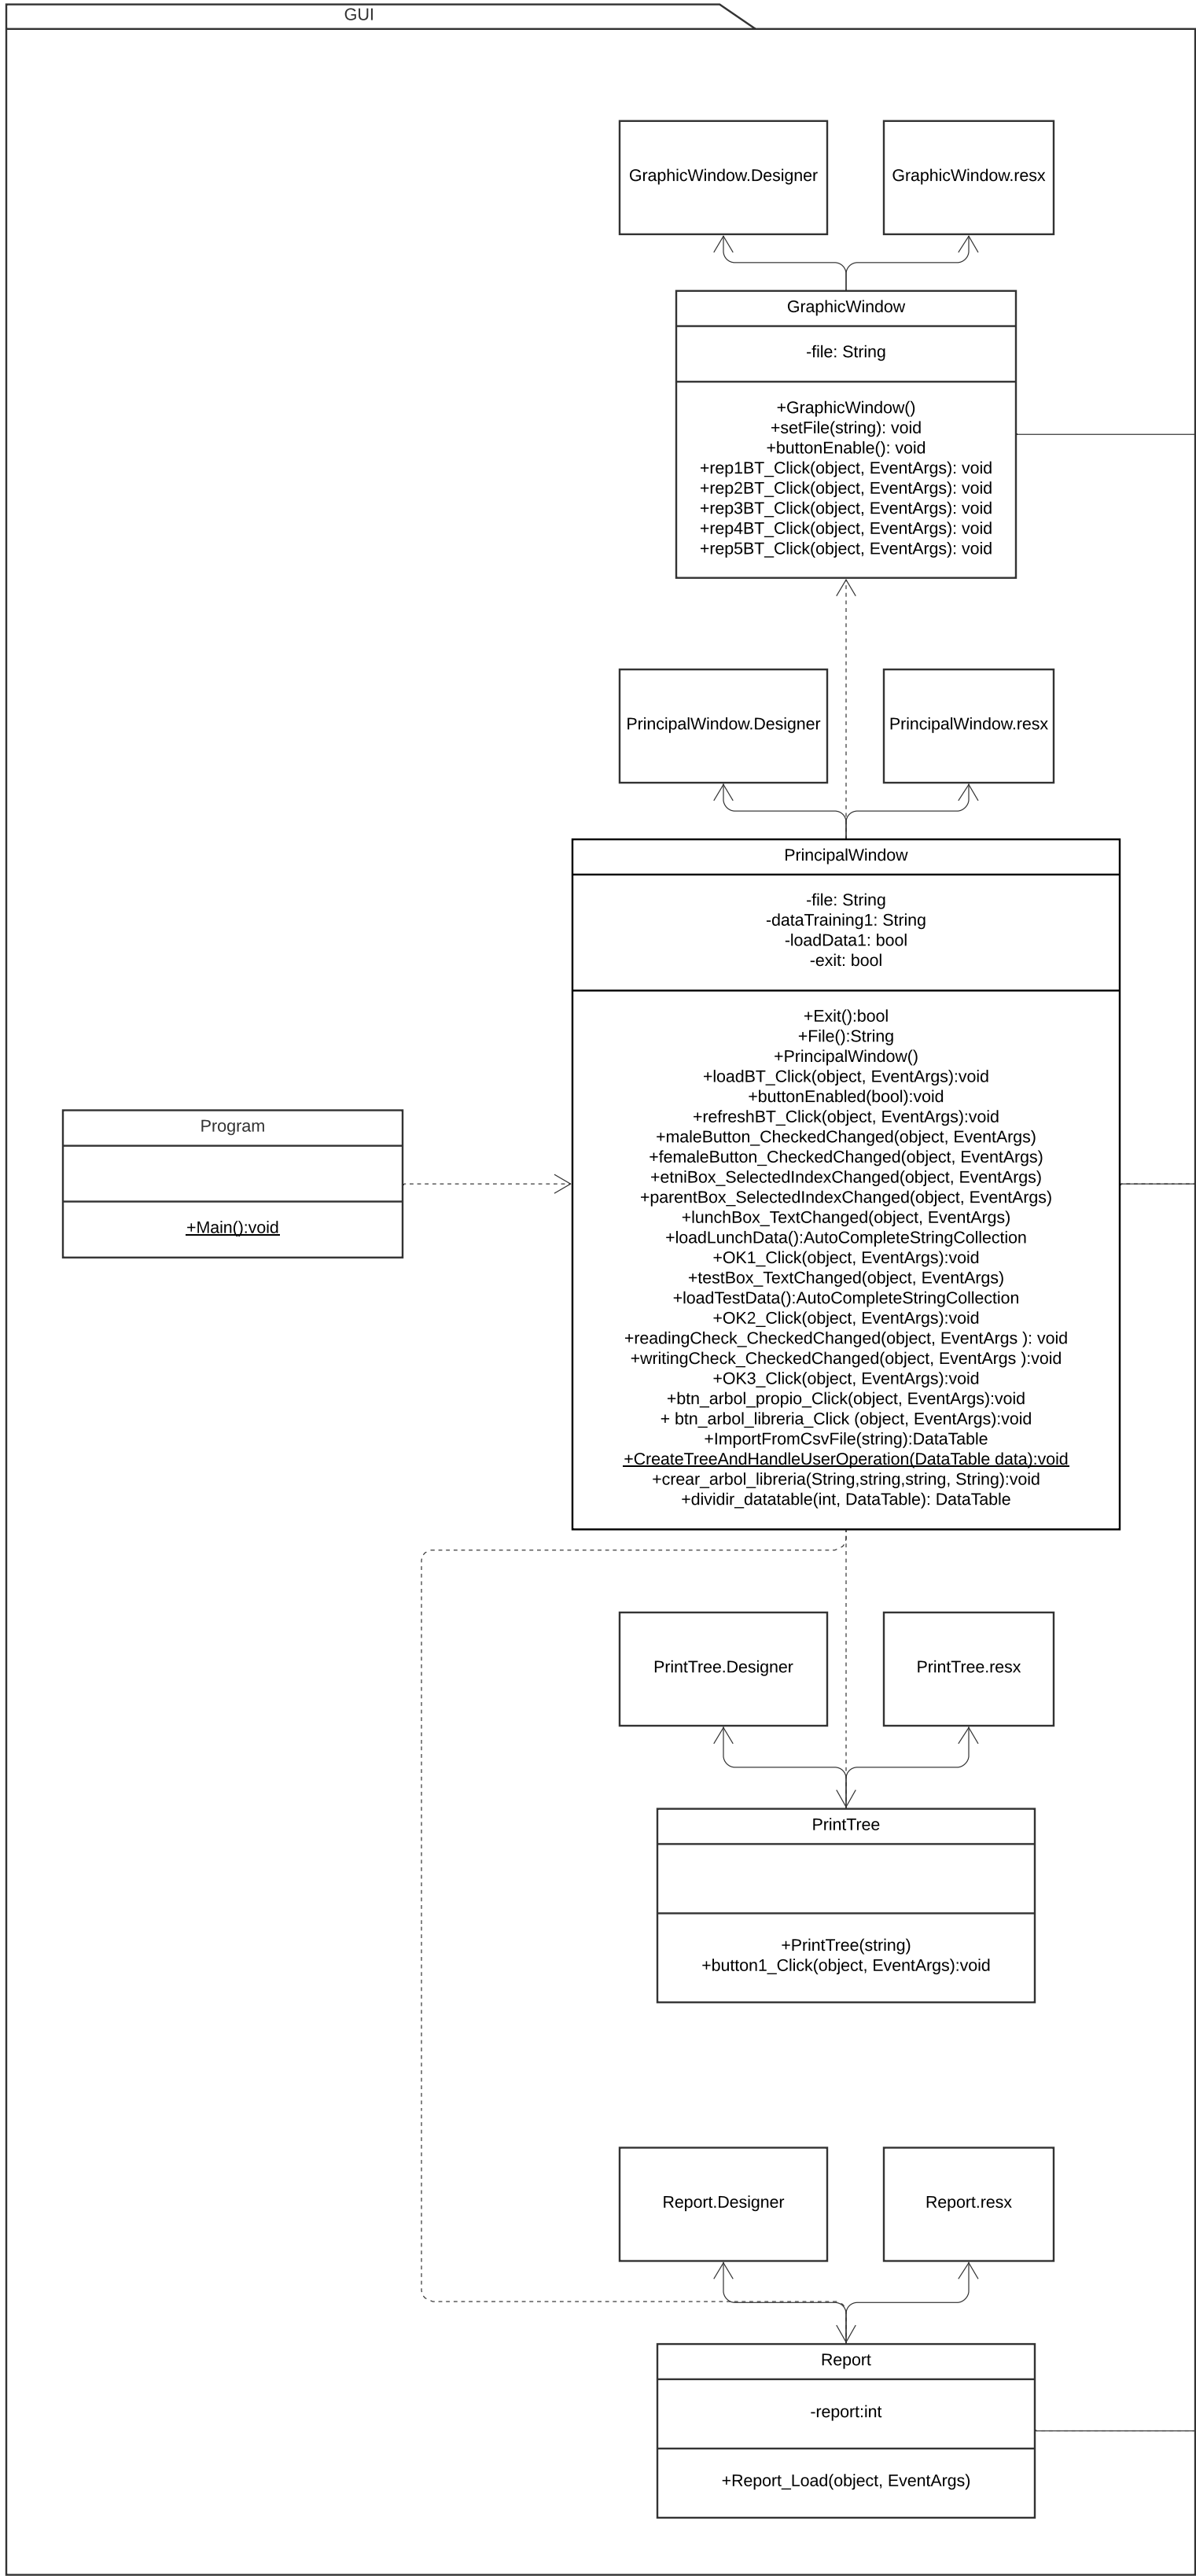 GUI
GraphicWindow.Designer
GraphicWindow.resx
GraphicWindow
-file: String
+GraphicWindow()
+setFile(string): void
+buttonEnable(): void
+rep1BT_Click(object, EventArgs): void
+rep2BT_Click(object, EventArgs): void
+rep3BT_Click(object, EventArgs): void
+rep4BT_Click(object, EventArgs): void
+rep5BT_Click(object, EventArgs): void
PrincipalWindow.Designer
PrincipalWindow.resx
PrincipalWindow
-file: String
-dataTraining1: String
-loadData1: bool
-exit: bool
+Exit():bool
+File():String
+PrincipalWindow()
+loadBT_Click(object, EventArgs):void
+buttonEnabled(bool):void
+refreshBT_Click(object, EventArgs):void
+maleButton_CheckedChanged(object, EventArgs)
+femaleButton_CheckedChanged(object, EventArgs)
+etniBox_SelectedIndexChanged(object, EventArgs)
+parentBox_SelectedIndexChanged(object, EventArgs)
+lunchBox_TextChanged(object, EventArgs)
+loadLunchData():AutoCompleteStringCollection
+OK1_Click(object, EventArgs):void
+testBox_TextChanged(object, EventArgs)
+loadTestData():AutoCompleteStringCollection
+OK2_Click(object, EventArgs):void
+readingCheck_CheckedChanged(object, EventArgs ): void
+writingCheck_CheckedChanged(object, EventArgs ):void
+OK3_Click(object, EventArgs):void
+btn_arbol_propio_Click(object, EventArgs):void
+ btn_arbol_libreria_Click (object, EventArgs):void
+ImportFromCsvFile(string):DataTable
+CreateTreeAndHandleUserOperation(DataTable data):void
+crear_arbol_libreria(String,string,string, String):void
+dividir_datatable(int, DataTable): DataTable
Program
+Main():void
PrintTree.Designer
PrintTree.resx
PrintTree
+PrintTree(string)
+button1_Click(object, EventArgs):void
Report.Designer
Report.resx
Report
-report:int
+Report_Load(object, EventArgs)